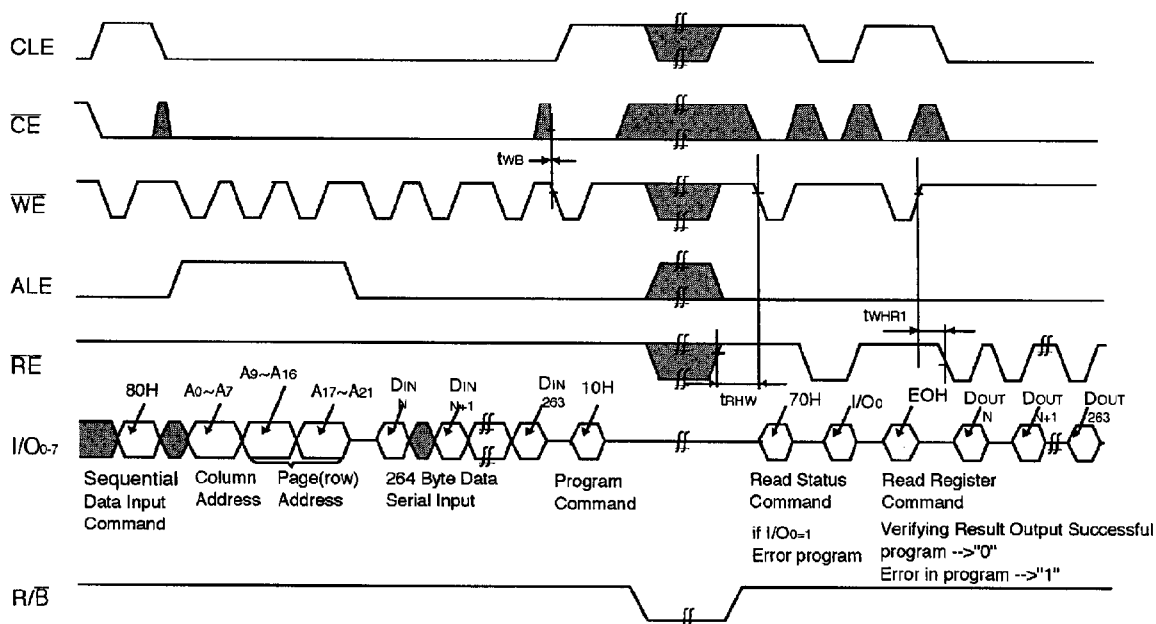 CLE
CE
tWB
WE
ALE
tWHR1
RE
tRHW
80H
A0~A7
A9~A16
A17~A21
DIN N
DIN N+1
DIN 263
10H
70H
I/O0
EOH
DOUT N
DOUT N+1
DOUT 263
I/O0-7
Sequential
Data Input
Command
Column
Address
Page(row)
Address
264 Byte Data
Serial Input
Program
Command
Read Status
Command
if I/O0=1
Error program
Read Register
Command
Verifying Result Output Successful
program -->"0"
Error in program -->"1"
R/B